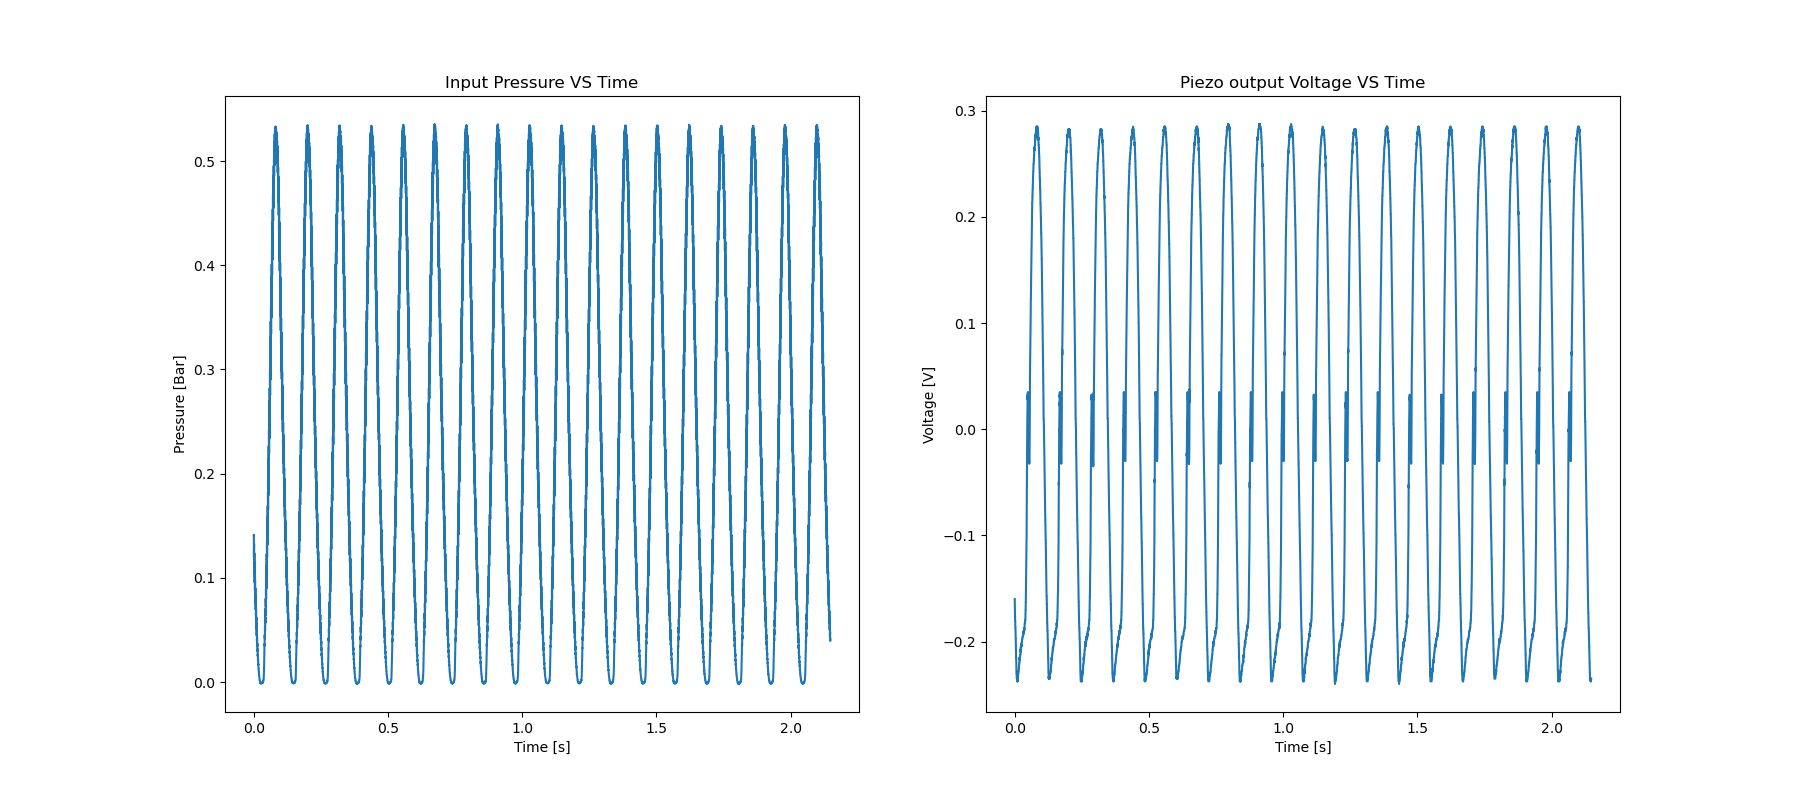 Input Pressure VS Time
Pressure [Bar]
0.5
0.4
0.3
0.2
0.1
0.0
0.0 0.5 1.0 1.5 2.0
Time [s]
Piezo output Voltage VS Time
Voltage [V]
0.3
0.2
0.1
0.0
−0.1
−0.2
0.0 0.5 1.0 1.5 2.0
Time [s]